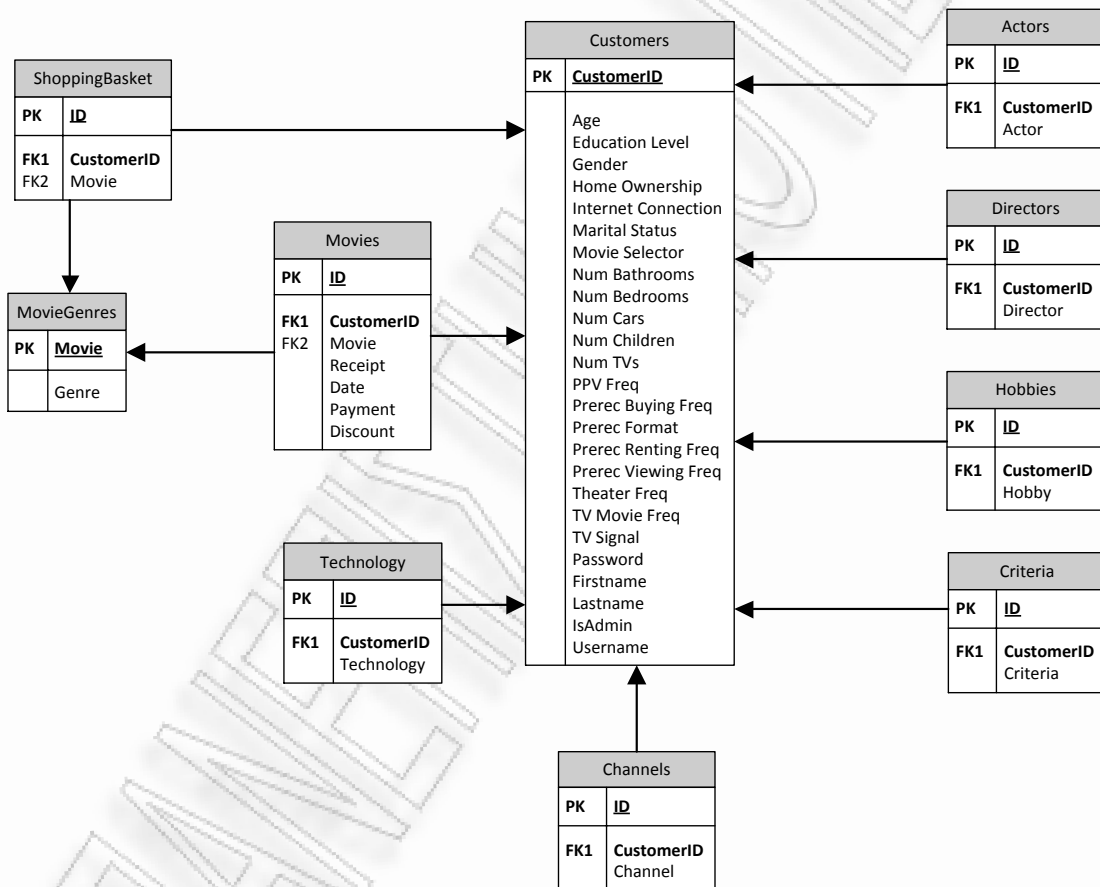 ShoppingBasket
PK ID
FK1 CustomerID
FK2 Movie
MovieGenres
PK Movie
Genre
Movies
PK ID
FK1 CustomerID
FK2 Movie
Receipt
Date
Payment
Discount
Technology
PK ID
FK1 CustomerID
Technology
Customers
PK CustomerID
Age
Education Level
Gender
Home Ownership
Internet Connection
Marital Status
Movie Selector
Num Bathrooms
Num Bedrooms
Num Cars
Num Children
Num TVs
PPV Freq
Prerec Buying Freq
Prerec Format
Prerec Renting Freq
Prerec Viewing Freq
Theater Freq
TV Movie Freq
TV Signal
Password
Firstname
Lastname
IsAdmin
Username
Channels
PK ID
FK1 CustomerID
Channel
Actors
PK ID
FK1 CustomerID
Actor
Directors
PK ID
FK1 CustomerID
Director
Hobbies
PK ID
FK1 CustomerID
Hobby
Criteria
PK ID
FK1 CustomerID
Criteria